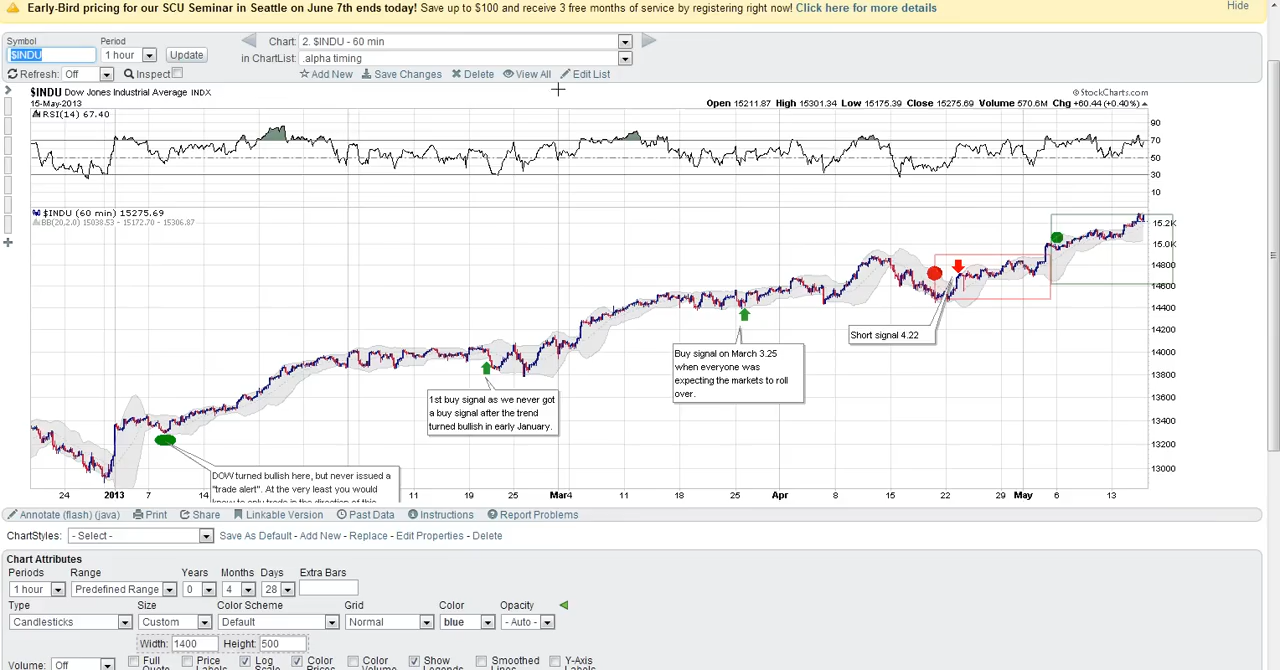 Early-Bird pricing for our SCU Seminar in Seattle on June 7th ends today! Save up to $100 and receive 3 free months of service by registering right now! Click here for more details
Hide
Symbol
Period
$INDU
1 hour
Update
Chart: 2. $INDU - 60 min
in ChartList: .alpha timing
Refresh: Off
Inspect
Add New
Save Changes
Delete
View All
Edit List
$INDU Dow Jones Industrial Average INDX
© StockCharts.com
15-May-2013
Open 15211.87 High 15301.34 Low 15175.39 Close 15275.69 Volume 570.6M Chg +60.44 (+0.40%)
RSI(14) 67.40
90
70
50
30
10
$INDU (60 min) 15275.69
BB(20,2.0) 15038.53 - 15172.70 - 15306.87
15.2K
15.0K
14800
14600
14400
14200
14000
13800
13600
13400
13200
13000
Short signal 4.22
Buy signal on March 3.25
when everyone was
expecting the markets to roll
over.
1st buy signal as we never got
a buy signal after the trend
turned bullish in early January.
DOW turned bullish here, but never issued a
"trade alert". At the very least you would
24 2013 7 14 11 19 25 Mar4 11 18 25 Apr 8 15 22 29 May 6 13
Annotate (flash) (java)
Print
Share
Linkable Version
Past Data
Instructions
Report Problems
ChartStyles: - Select -
Save As Default - Add New - Replace - Edit Properties - Delete
Chart Attributes
Periods Range Years Months Days Extra Bars
1 hour Predefined Range 0 4 28
Type Size Color Scheme Grid Color Opacity
Candlesticks Custom Default Normal blue - Auto -
Width: 1400 Height: 500
Volume: Off
Full
Quote
Price
Labels
Log
Scale
Color
Prices
Color
Volume
Show
Legends
Smoothed
Lines
Y-Axis
Labels